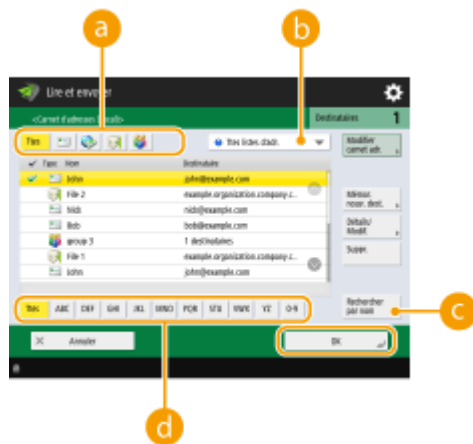 a
b
Lire et envoyer
<Carnet d'adresses (local)>
Destinataires 1
Tous
Ttes listes d'adr.
Modifier carnet adr.
Type Nom Destinataire
John john@example.com
File 2 example.organization.company.c...
Nick nick@example.com
Bob bob@example.com
group 3 1 destinataires
File 1 example.organization.company.c...
John john@example.com
Mémor. nouv. dest.
Détails/ Modif.
Suppr.
Rechercher par nom
c
Tous ABC DEF GHI JKL MNO PQR STU VWX YZ 0-9
Annuler
OK
d